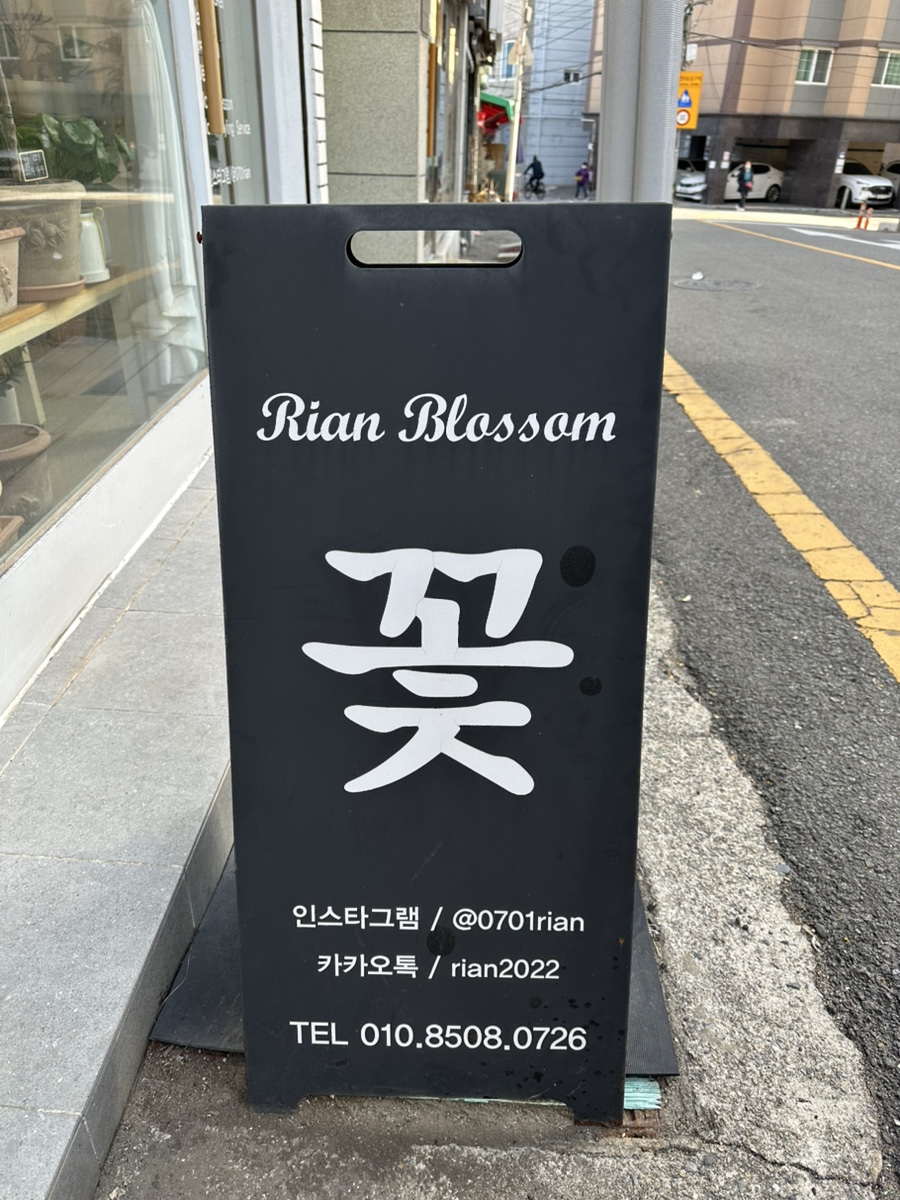 Rian Blossom
꽃
인스타그램 / @0701rian
카카오톡 / rian2022
TEL 010.8508.0726